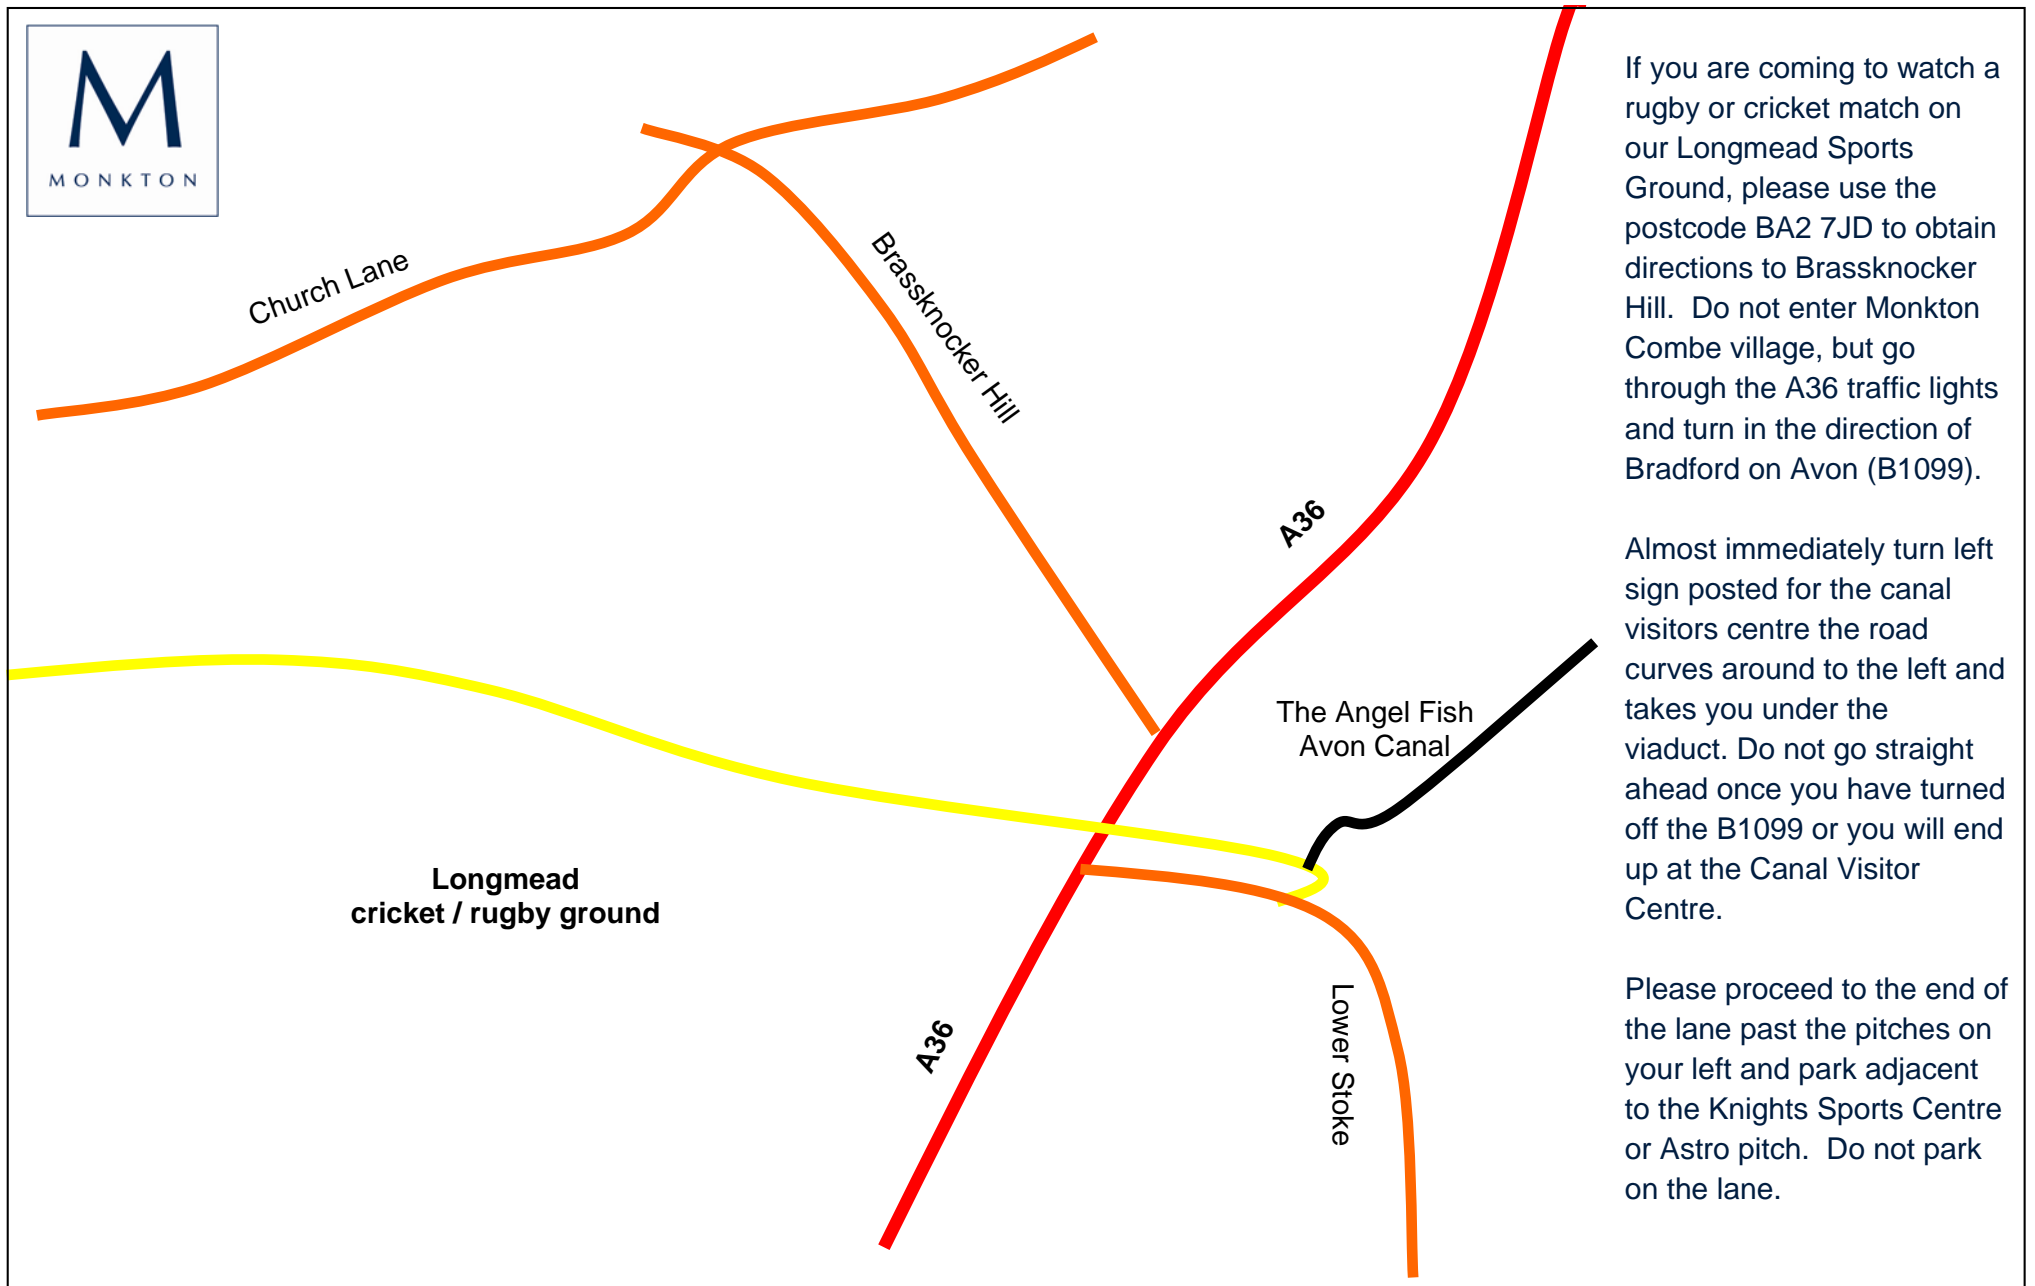 M
MONKTON
Church Lane
Brassknocker Hill
A36
The Angel Fish
Avon Canal
Longmead
cricket / rugby ground
A36
Lower Stoke
If you are coming to watch a
rugby or cricket match on
our Longmead Sports
Ground, please use the
postcode BA2 7JD to obtain
directions to Brassknocker
Hill.  Do not enter Monkton
Combe village, but go
through the A36 traffic lights
and turn in the direction of
Bradford on Avon (B1099).
Almost immediately turn left
sign posted for the canal
visitors centre the road
curves around to the left and
takes you under the
viaduct. Do not go straight
ahead once you have turned
off the B1099 or you will end
up at the Canal Visitor
Centre.
Please proceed to the end of
the lane past the pitches on
your left and park adjacent
to the Knights Sports Centre
or Astro pitch.  Do not park
on the lane.